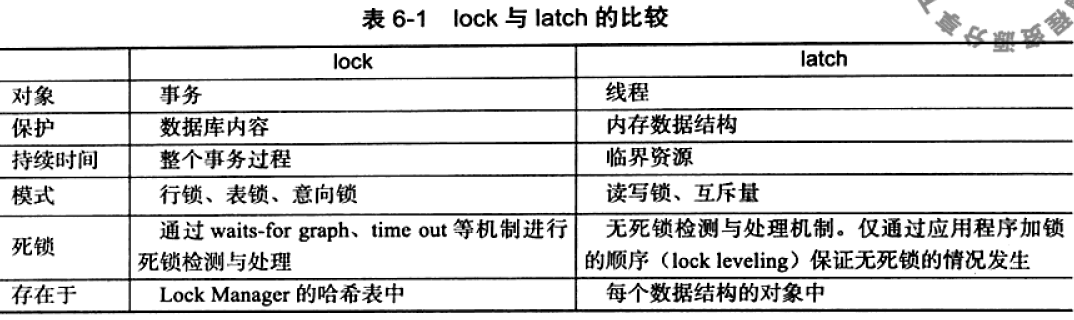 表 6-1 lock 与 latch 的比较
lock latch
对象 事务 线程
保护 数据库内容 内存数据结构
持续时间 整个事务过程 临界资源
模式 行锁、表锁、意向锁 读写锁、互斥量
死锁 通过 waits-for graph、time out 等机制进行死锁检测与处理 无死锁检测与处理机制。仅通过应用程序加锁的顺序（lock leveling）保证无死锁的情况发生
存在于 Lock Manager 的哈希表中 每个数据结构的对象中